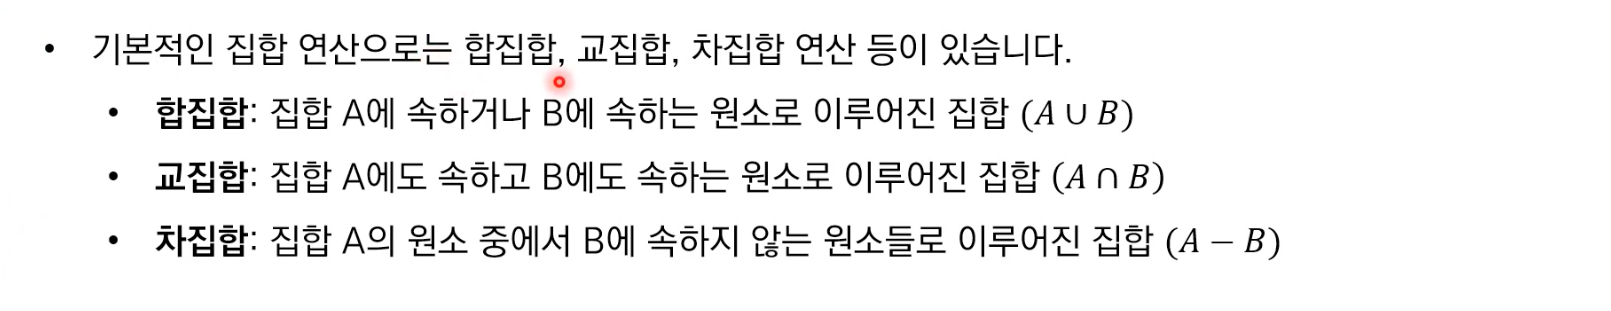 • 기본적인 집합 연산으로는 합집합, 교집합, 차집합 연산 등이 있습니다.
• 합집합: 집합 A에 속하거나 B에 속하는 원소로 이루어진 집합 (A ∪ B)
• 교집합: 집합 A에도 속하고 B에도 속하는 원소로 이루어진 집합 (A ∩ B)
• 차집합: 집합 A의 원소 중에서 B에 속하지 않는 원소들로 이루어진 집합 (A − B)